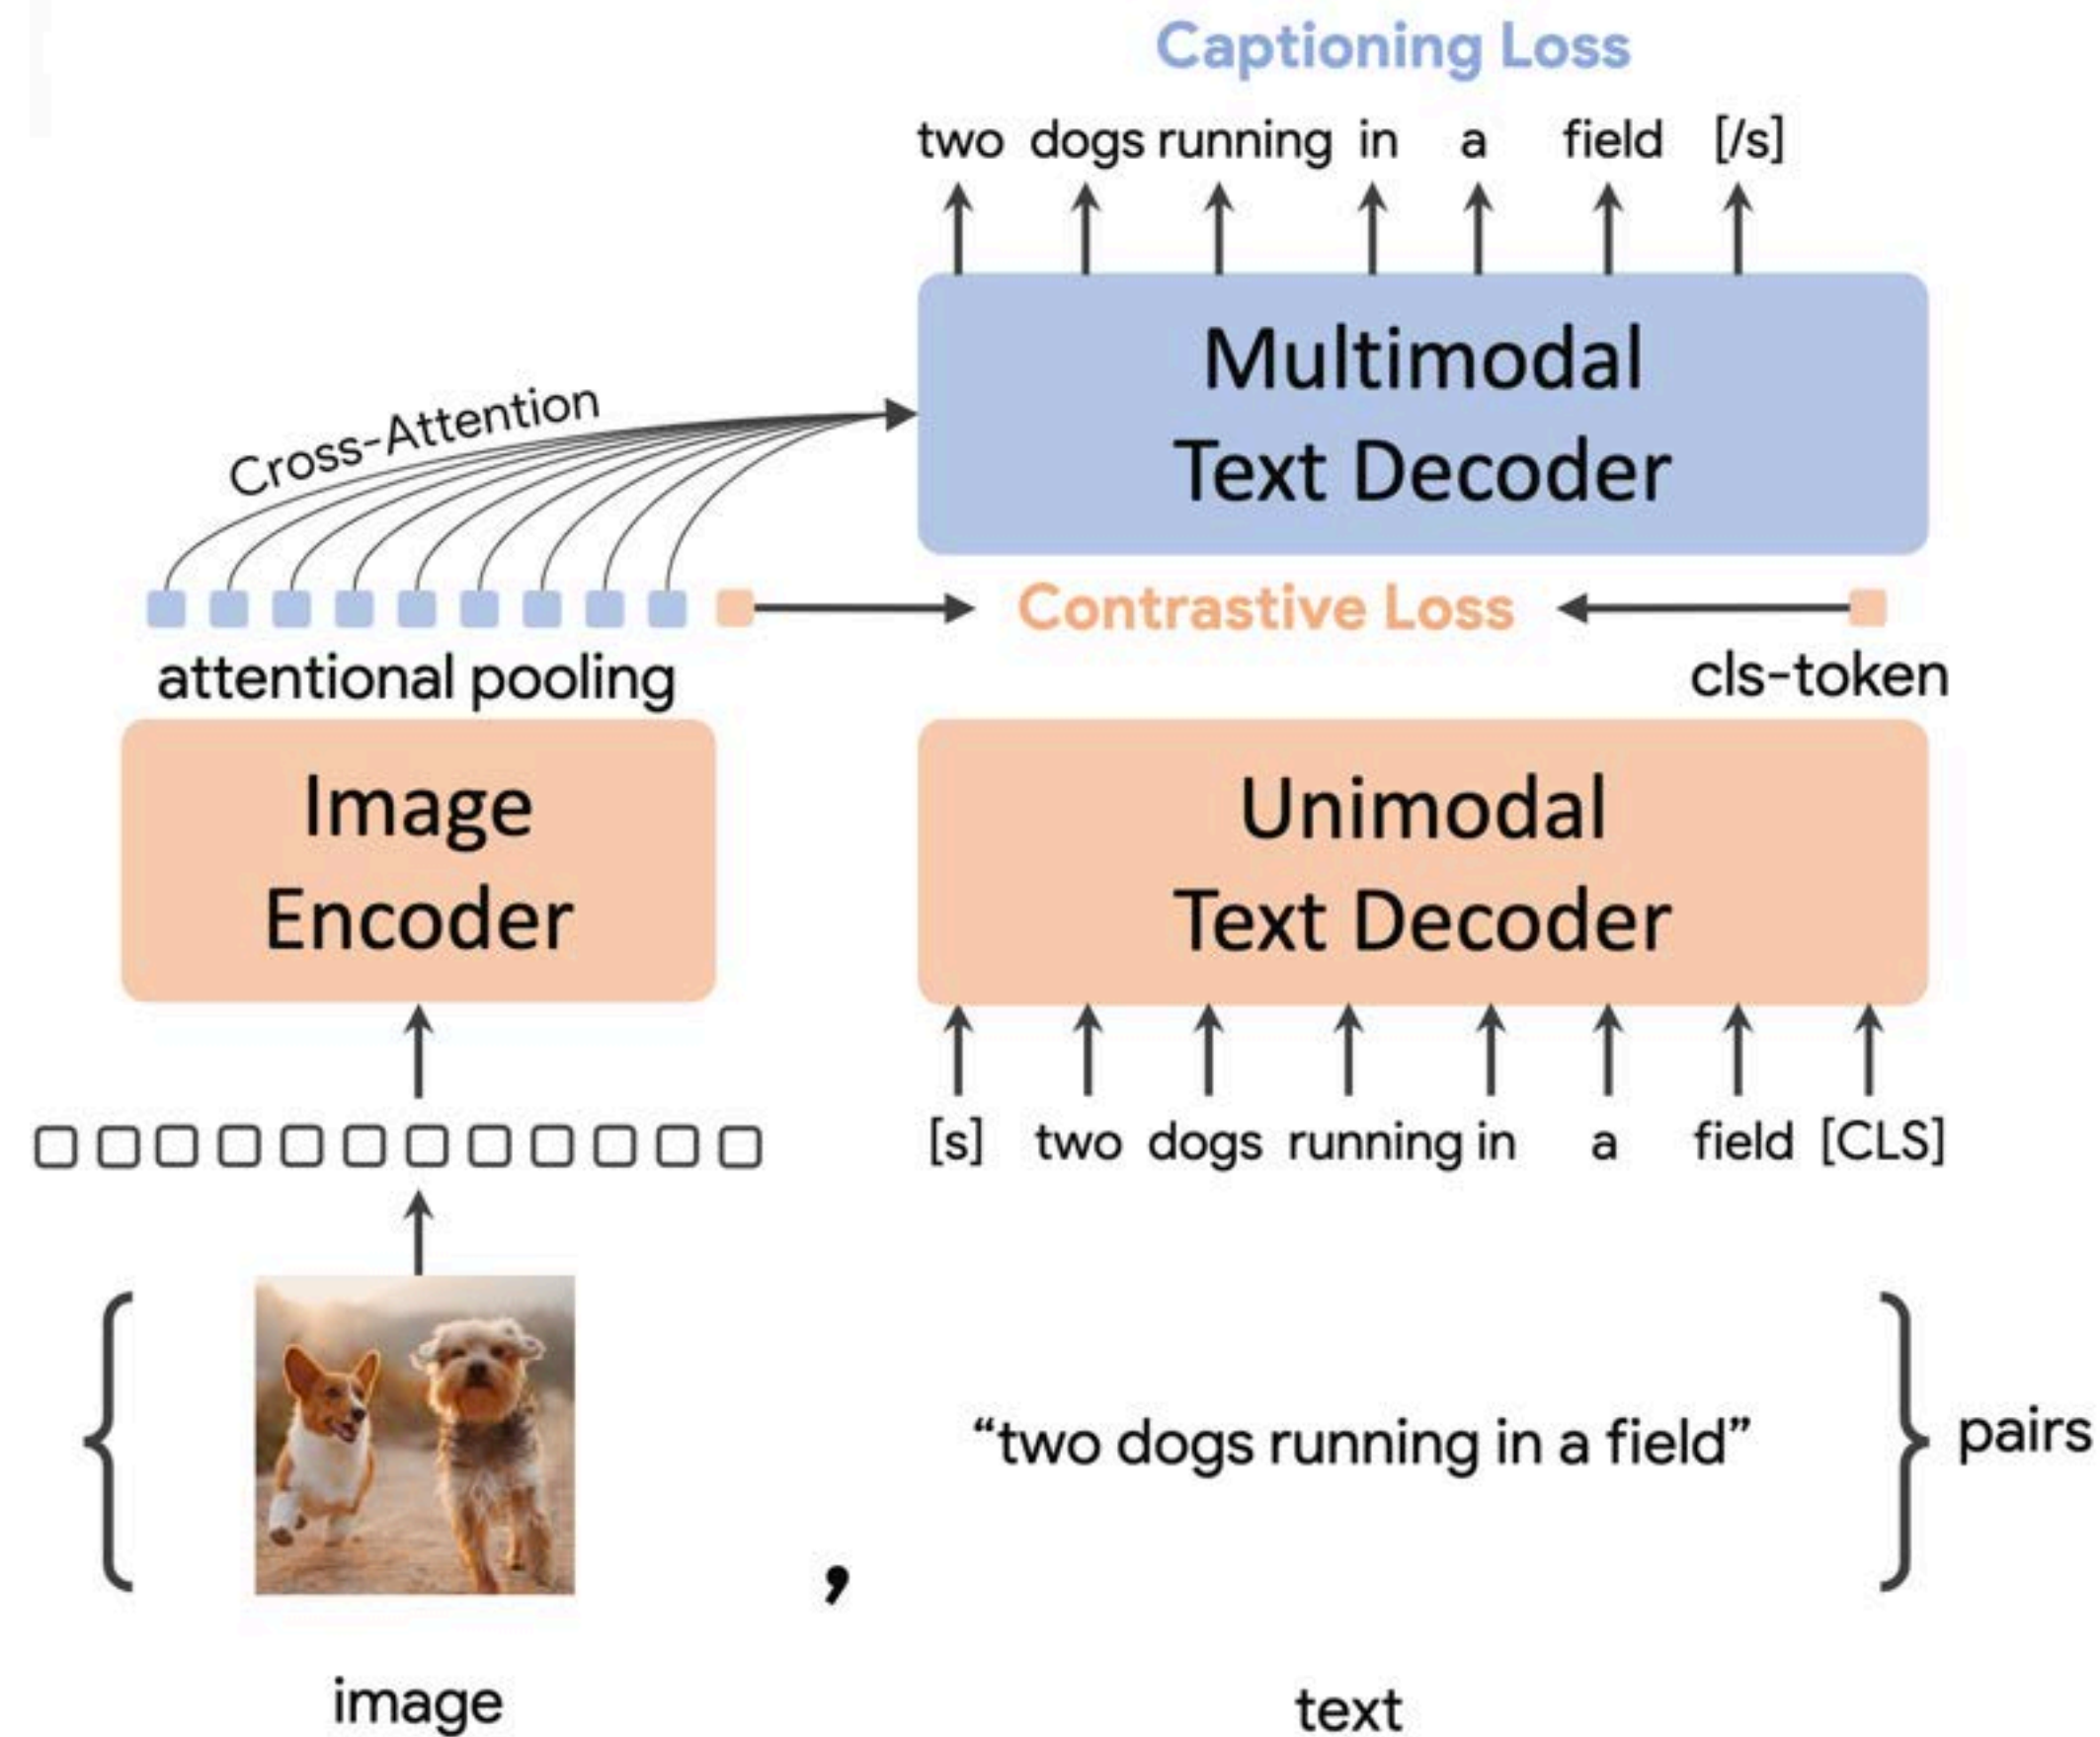 Captioning Loss
two dogs running in a field [/s]
Multimodal
Text Decoder
Cross-Attention
Contrastive Loss
attentional pooling
cls-token
Image
Encoder
Unimodal
Text Decoder
[s] two dogs running in a field [CLS]
“two dogs running in a field”
pairs
,
image
text